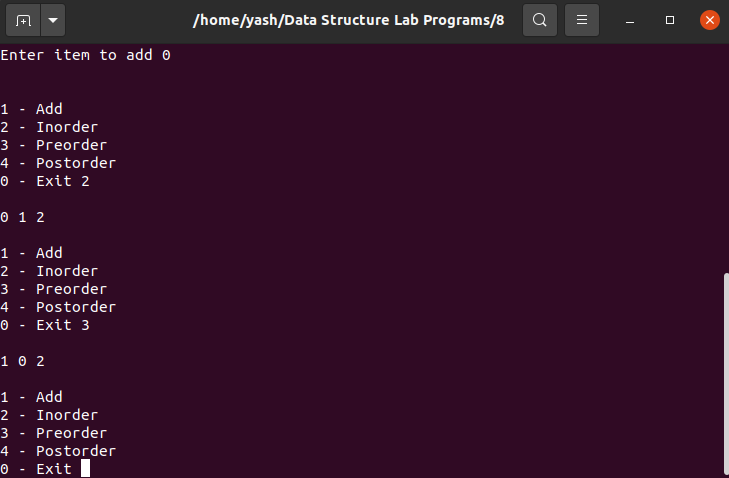 /home/yash/Data Structure Lab Programs/8
Enter item to add 0
1 - Add
2 - Inorder
3 - Preorder
4 - Postorder
0 - Exit 2
0 1 2
1 - Add
2 - Inorder
3 - Preorder
4 - Postorder
0 - Exit 3
1 0 2
1 - Add
2 - Inorder
3 - Preorder
4 - Postorder
0 - Exit